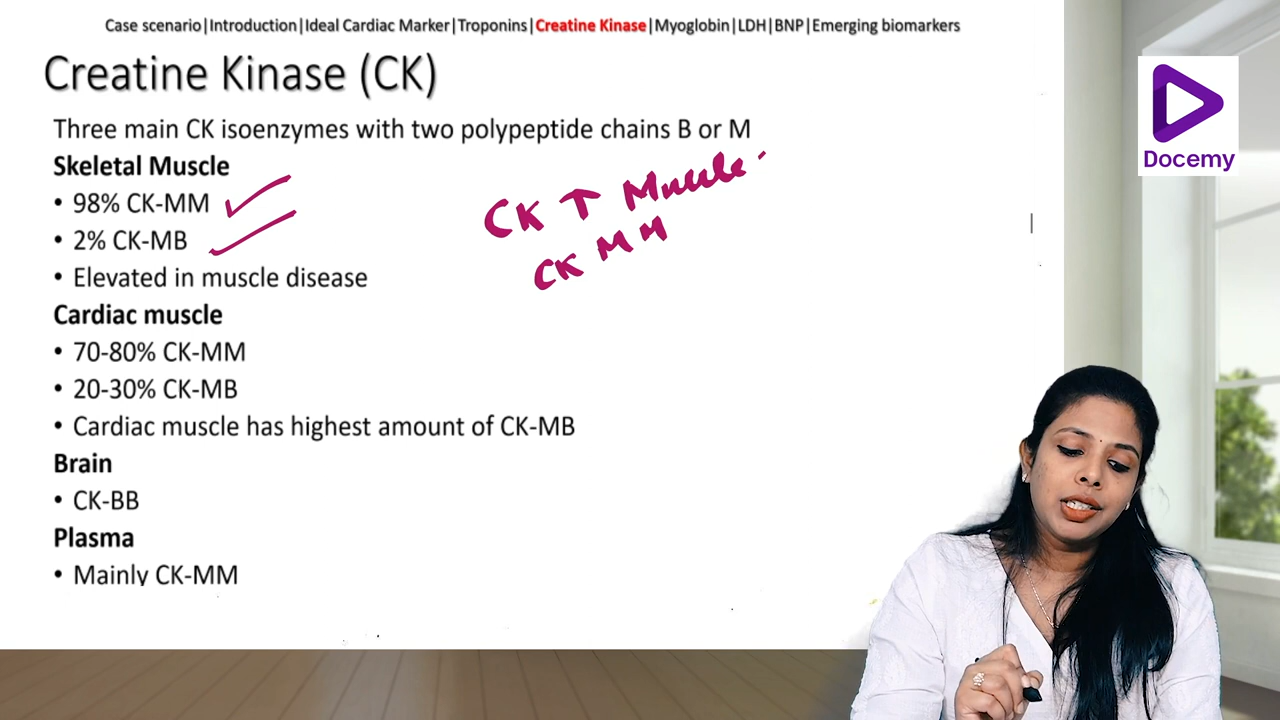 Case scenario|Introduction|Ideal Cardiac Marker|Troponins|Creatine Kinase|Myoglobin|LDH|BNP|Emerging biomarkers
Creatine Kinase (CK)
Three main CK isoenzymes with two polypeptide chains B or M
Skeletal Muscle
• 98% CK-MM
• 2% CK-MB
• Elevated in muscle disease
Cardiac muscle
• 70-80% CK-MM
• 20-30% CK-MB
• Cardiac muscle has highest amount of CK-MB
Brain
• CK-BB
Plasma
• Mainly CK-MM
CK ↑ Muscle
CK MM
Docemy